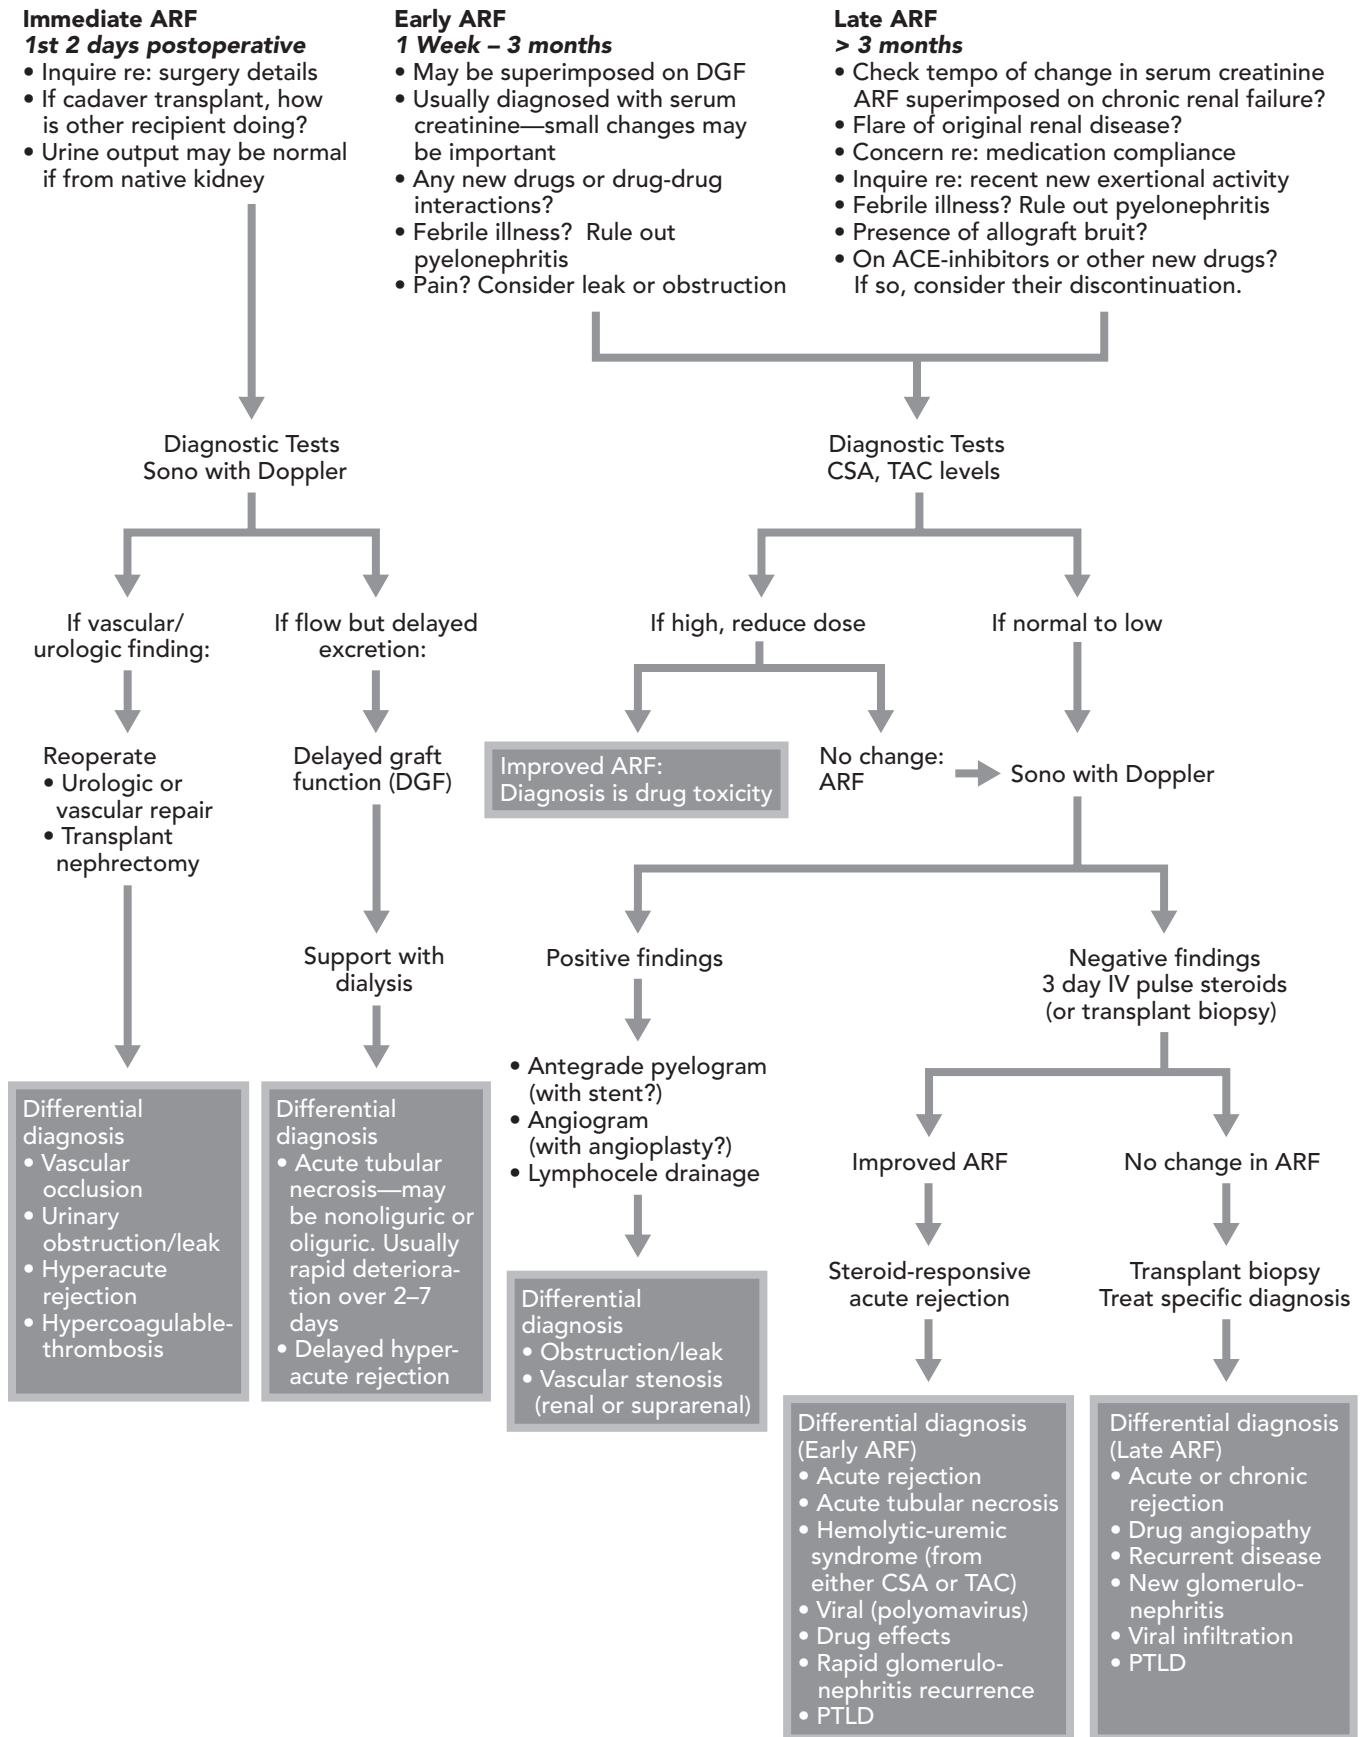 Immediate ARF
1st 2 days postoperative
• Inquire re: surgery details
• If cadaver transplant, how
is other recipient doing?
• Urine output may be normal
if from native kidney
Early ARF
1 Week – 3 months
• May be superimposed on DGF
• Usually diagnosed with serum
creatinine—small changes may
be important
• Any new drugs or drug-drug
interactions?
• Febrile illness?  Rule out
pyelonephritis
• Pain? Consider leak or obstruction
Late ARF
> 3 months
• Check tempo of change in serum creatinine
ARF superimposed on chronic renal failure?
• Flare of original renal disease?
• Concern re: medication compliance
• Inquire re: recent new exertional activity
• Febrile illness? Rule out pyelonephritis
• Presence of allograft bruit?
• On ACE-inhibitors or other new drugs?
If so, consider their discontinuation.
Diagnostic Tests
Sono with Doppler
Diagnostic Tests
CSA, TAC levels
If vascular/
urologic finding:
If flow but delayed
excretion:
If high, reduce dose
If normal to low
Reoperate
• Urologic or
vascular repair
• Transplant
nephrectomy
Delayed graft
function (DGF)
Improved ARF:
Diagnosis is drug toxicity
No change:
ARF
Sono with Doppler
Support with
dialysis
Positive findings
Negative findings
3 day IV pulse steroids
(or transplant biopsy)
• Antegrade pyelogram
(with stent?)
• Angiogram
(with angioplasty?)
• Lymphocele drainage
Improved ARF
No change in ARF
Steroid-responsive
acute rejection
Transplant biopsy
Treat specific diagnosis
Differential
diagnosis
• Vascular
occlusion
• Urinary
obstruction/leak
• Hyperacute
rejection
• Hypercoagulable-
thrombosis
Differential
diagnosis
• Acute tubular
necrosis—may
be nonoliguric or
oliguric. Usually
rapid deteriora-
tion over 2–7
days
• Delayed hyper-
acute rejection
Differential
diagnosis
• Obstruction/leak
• Vascular stenosis
(renal or suprarenal)
Differential diagnosis
(Early ARF)
• Acute rejection
• Acute tubular necrosis
• Hemolytic-uremic
syndrome (from
either CSA or TAC)
• Viral (polyomavirus)
• Drug effects
• Rapid glomerulo-
nephritis recurrence
• PTLD
Differential diagnosis
(Late ARF)
• Acute or chronic
rejection
• Drug angiopathy
• Recurrent disease
• New glomerulo-
nephritis
• Viral infiltration
• PTLD